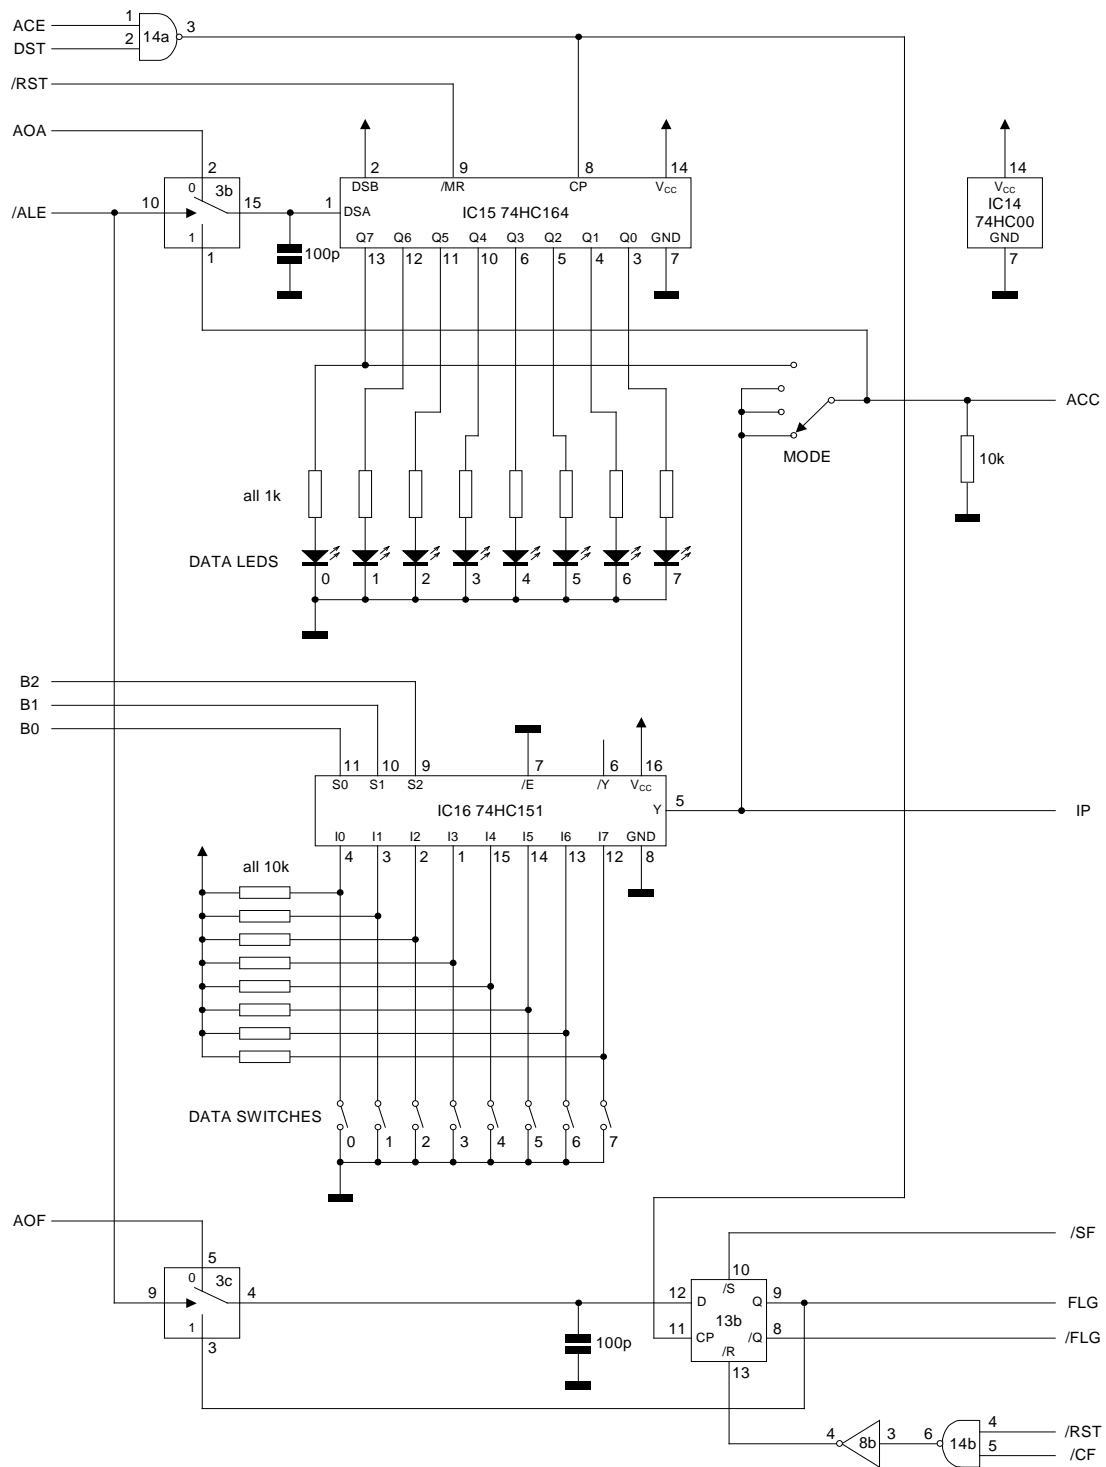 ACE 1 3
DST 2 14a
/RST
AOA
2 2 9 8 14 14
0 3b DSB /MR CP VCC VCC
/ALE 10 15 1 DSA IC15 74HC164 IC14
74HC00
1 Q7 Q6 Q5 Q4 Q3 Q2 Q1 Q0 GND GND
1 100p 13 12 11 10 6 5 4 3 7 7
ACC
MODE
all 1k 10k
DATA LEDS
0 1 2 3 4 5 6 7
B2
B1
B0
11 10 9 7 6 16
S0 S1 S2 /E /Y VCC
IC16 74HC151 Y 5 IP
I0 I1 I2 I3 I4 I5 I6 I7 GND
4 3 2 1 15 14 13 12 8
all 10k
DATA SWITCHES
0 1 2 3 4 5 6 7
AOF
/SF
5 10
0 3c /S
9 4 12 D Q 9 FLG
13b
1 11 CP /Q 8 /FLG
3 100p /R
13
4 8b 3 6 14b 4 /RST
5 /CF